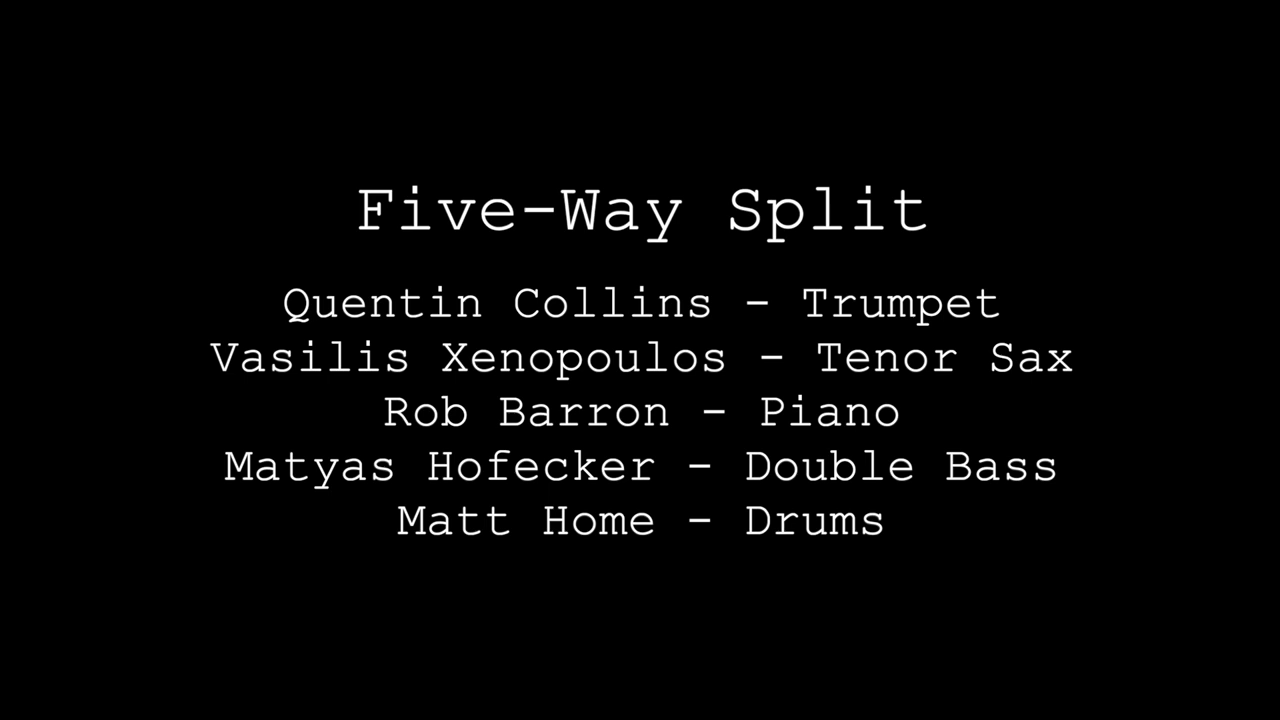 Five-Way Split
Quentin Collins - Trumpet
Vasilis Xenopoulos - Tenor Sax
Rob Barron - Piano
Matyas Hofecker - Double Bass
Matt Home - Drums